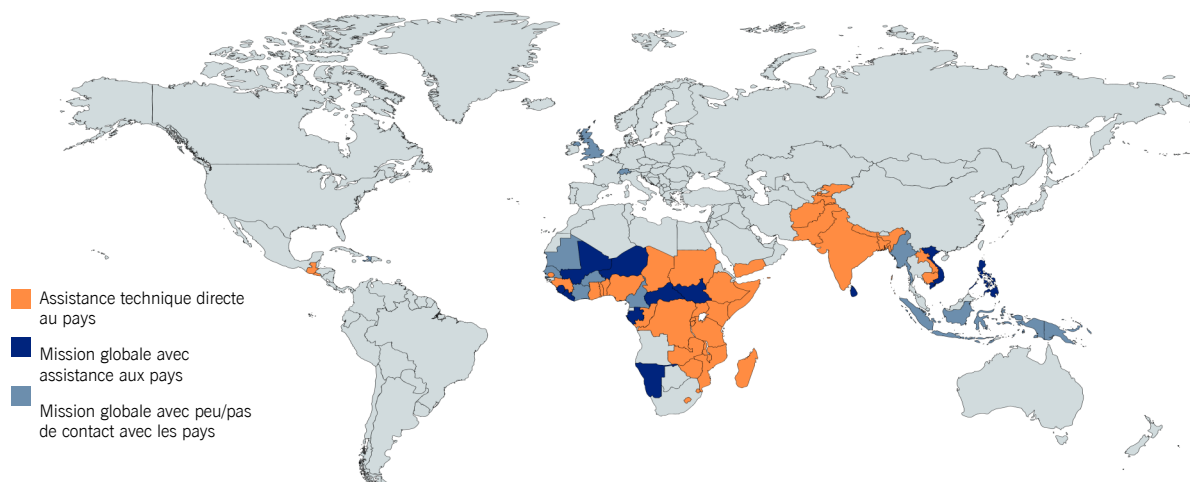 Assistance technique directe
au pays
Mission globale avec
assistance aux pays
Mission globale avec peu/pas
de contact avec les pays